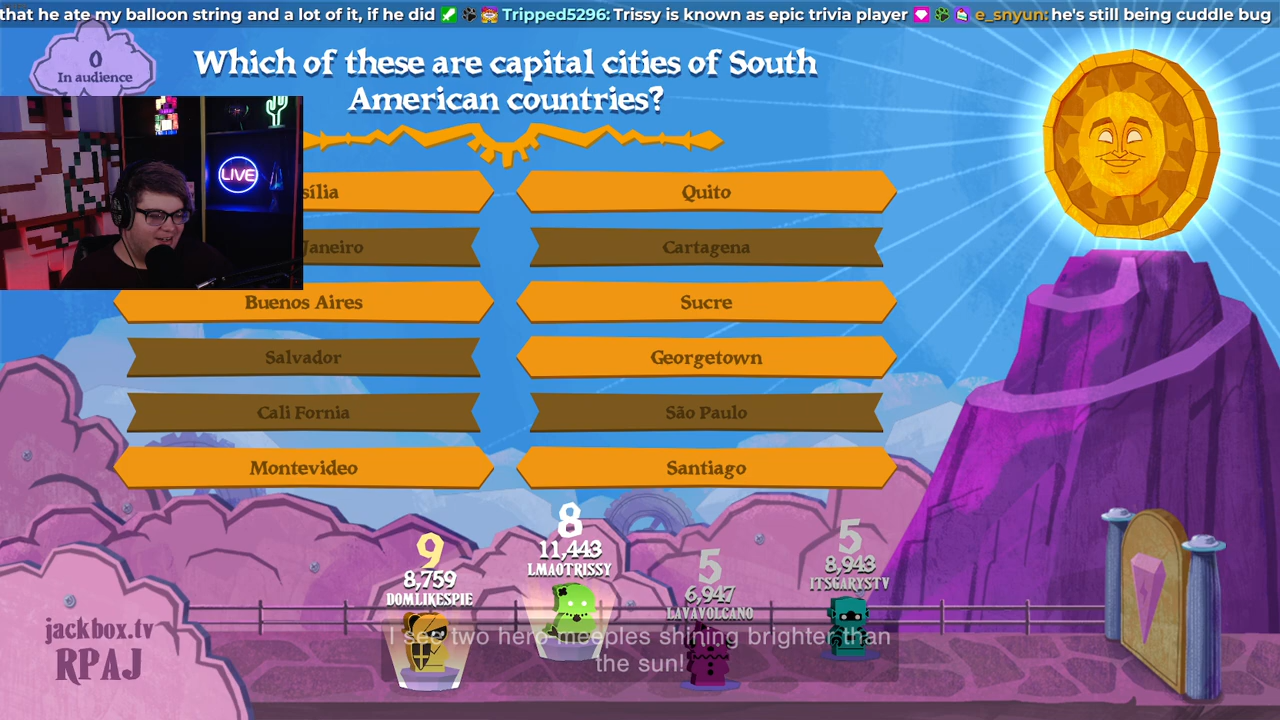 that he ate my balloon string and a lot of it, if he did Tripped5296: Trissy is known as epic trivia player e_snyun: he's still being cuddle bug
0
In audience
Which of these are capital cities of South
American countries?
LIVE
sília
Quito
Janeiro
Cartagena
Buenos Aires
Sucre
Salvador
Georgetown
Cali Fornia
São Paulo
Montevideo
Santiago
9
8,759
DOMLIKESPIE
8
11,443
LMAOTRISSY
5
6,947
LAVAVOLCANO
5
8,943
ITSGARYSTV
I see two hero meeples shining brighter than
the sun!
jackbox.tv
RPAJ